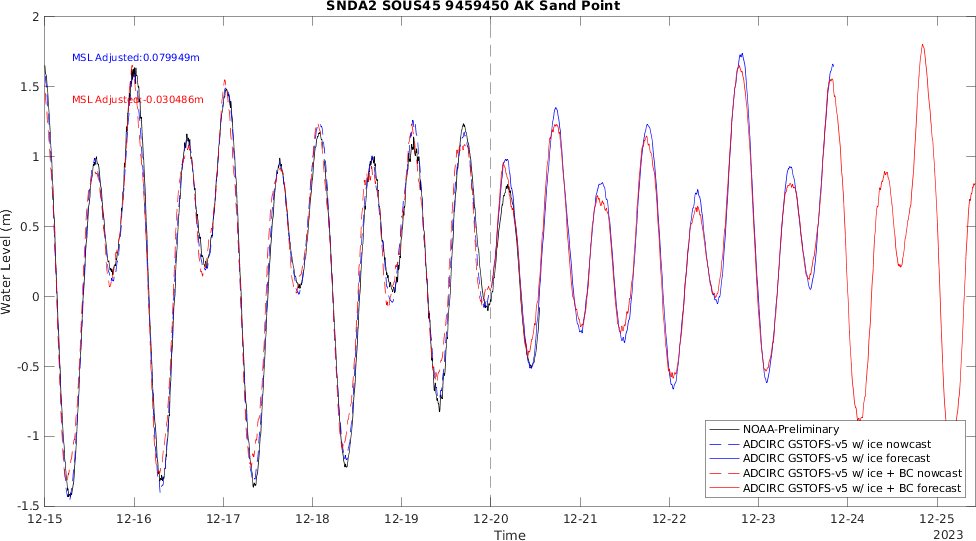 SNDA2 SOUS45 9459450 AK Sand Point
2
1.5
1
0.5
0
-0.5
-1
-1.5
Water Level (m)
MSL Adjusted:0.079949m
MSL Adjusted:-0.030486m
NOAA-Preliminary
ADCIRC GSTOFS-v5 w/ ice nowcast
ADCIRC GSTOFS-v5 w/ ice forecast
ADCIRC GSTOFS-v5 w/ ice + BC nowcast
ADCIRC GSTOFS-v5 w/ ice + BC forecast
12-15 12-16 12-17 12-18 12-19 12-20 12-21 12-22 12-23 12-24 12-25
Time
2023